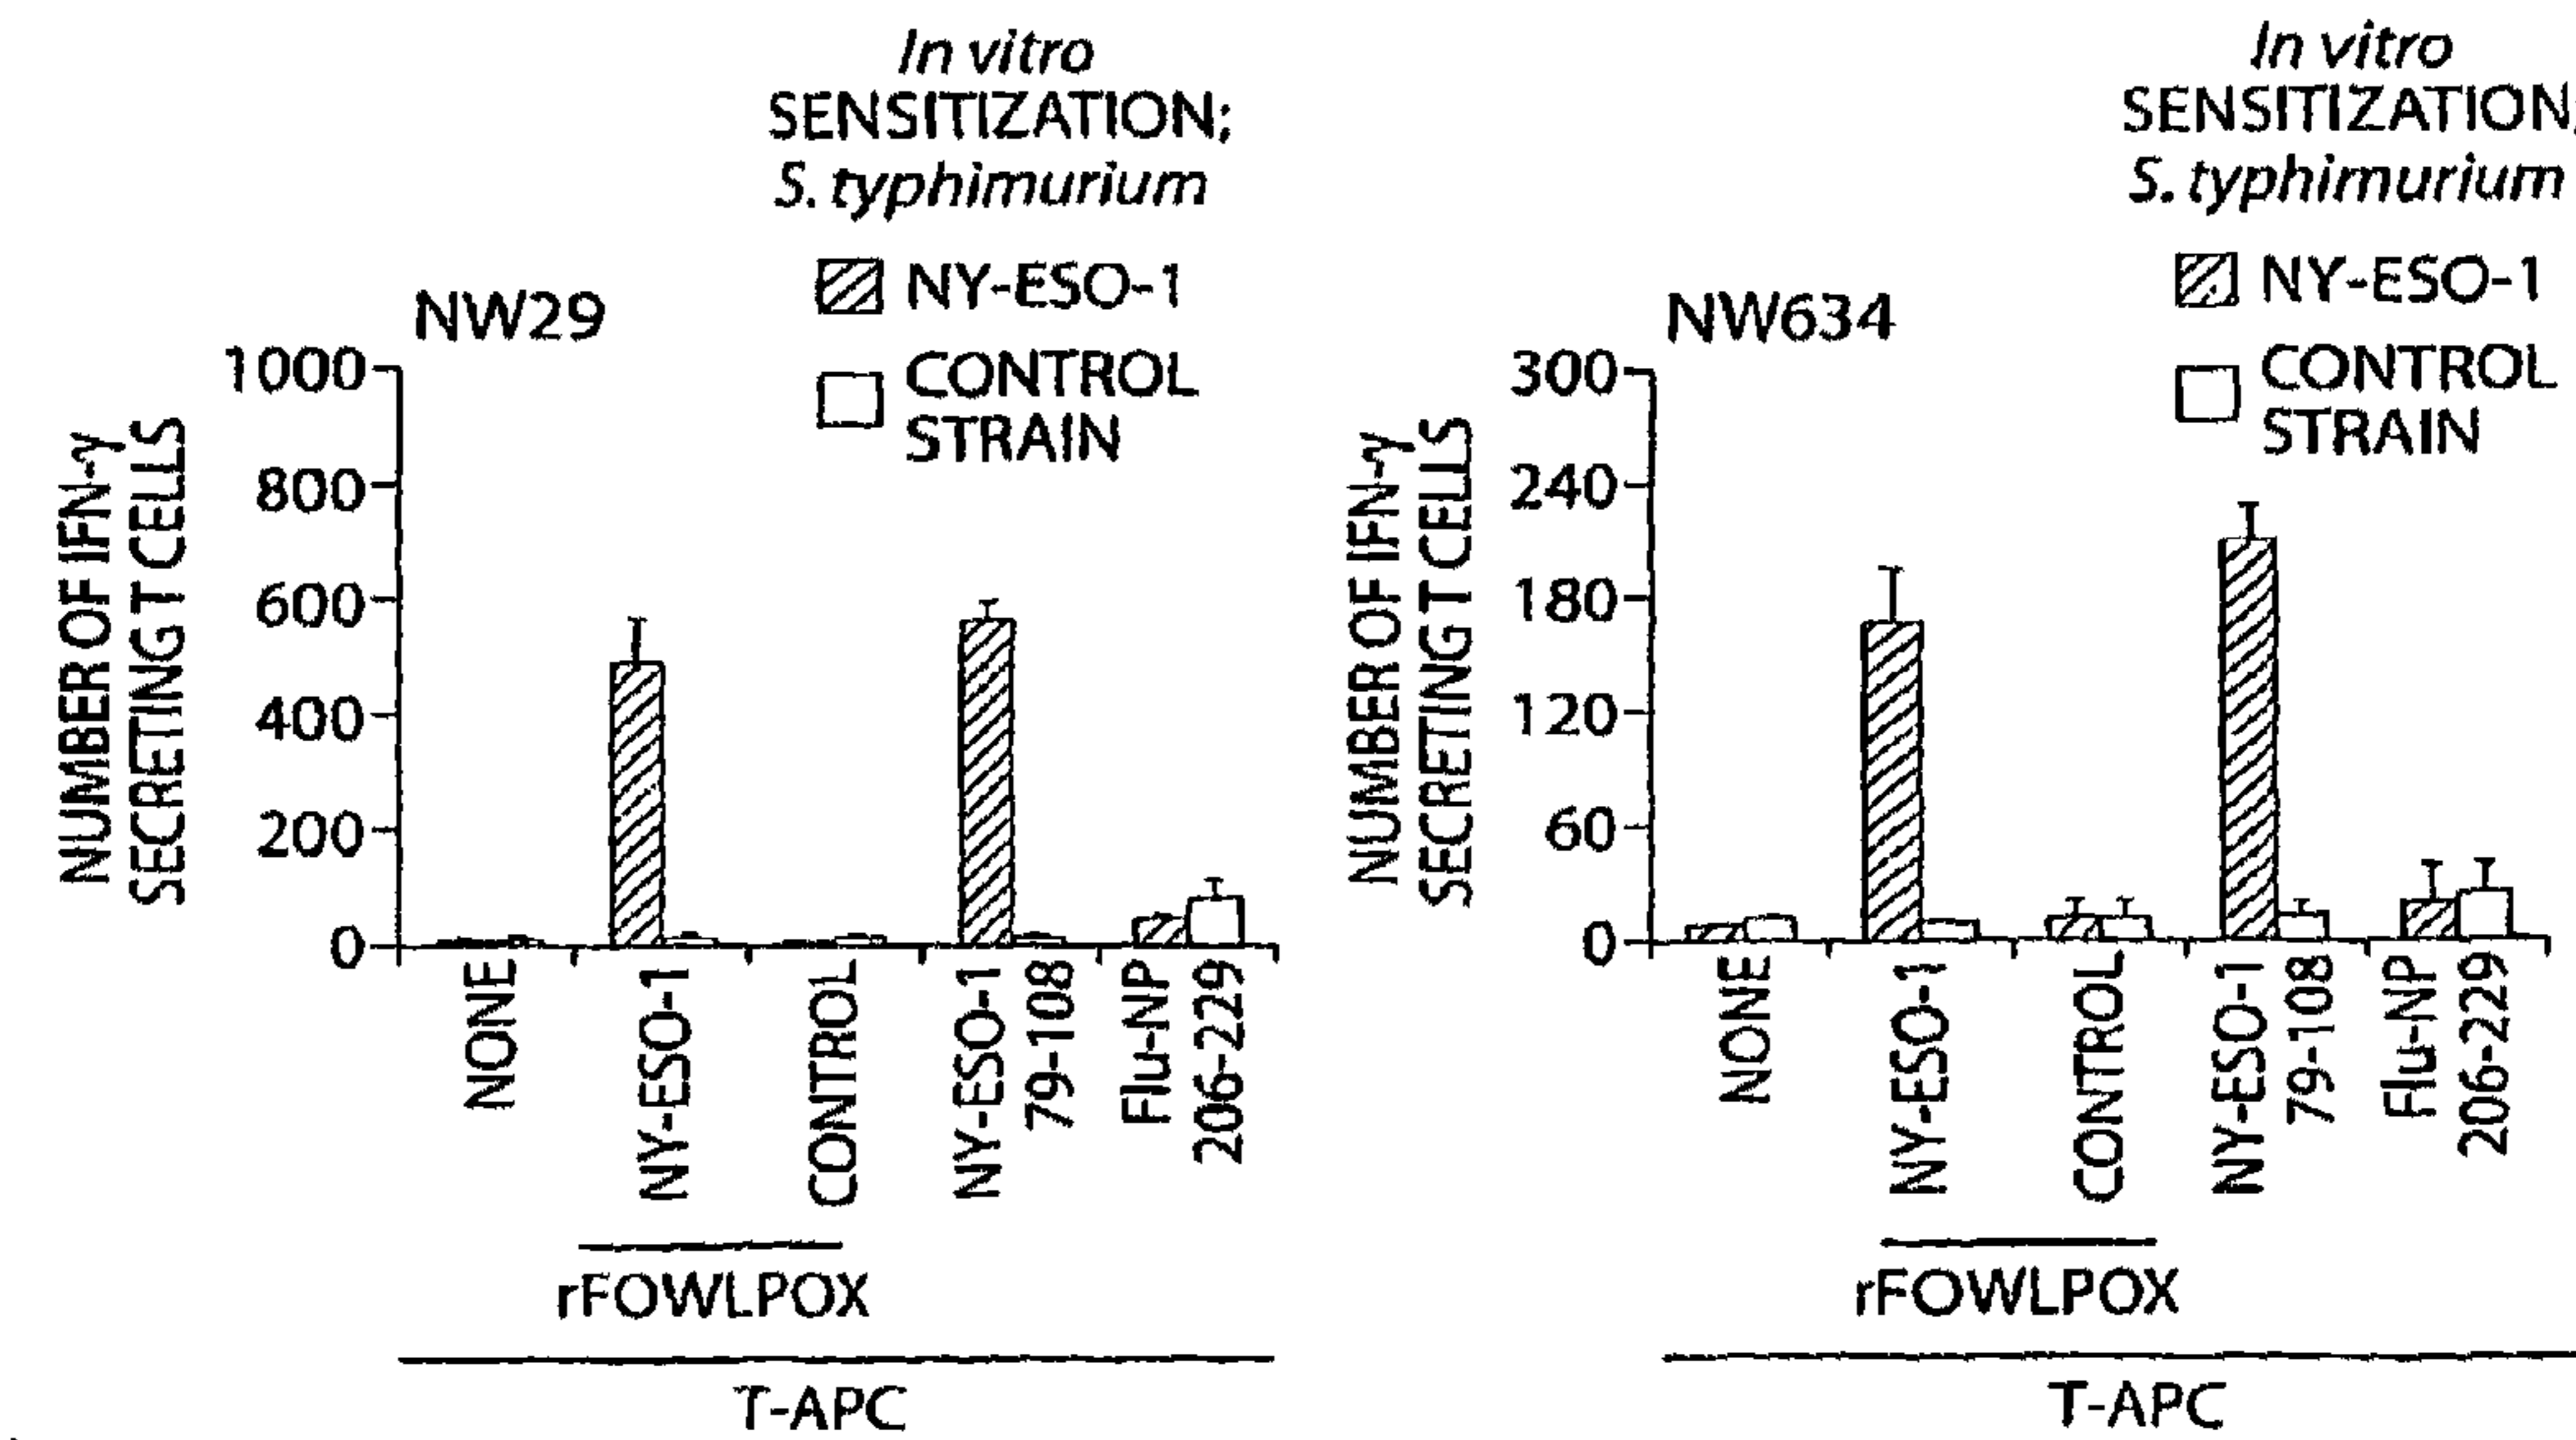 In vitro
SENSITIZATION;
S. typhimurium
NY-ESO-1
CONTROL
STRAIN
NW29
NUMBER OF IFN-γ
SECRETING T CELLS
1000
800
600
400
200
0
NONE
NY-ESO-1
CONTROL
NY-ESO-1
79-108
Flu-NP
206-229
rFOWLPOX
T-APC
In vitro
SENSITIZATION;
S. typhimurium
NY-ESO-1
CONTROL
STRAIN
NW634
NUMBER OF IFN-γ
SECRETING T CELLS
300
240
180
120
60
0
NONE
NY-ESO-1
CONTROL
NY-ESO-1
79-108
Flu-NP
206-229
rFOWLPOX
T-APC